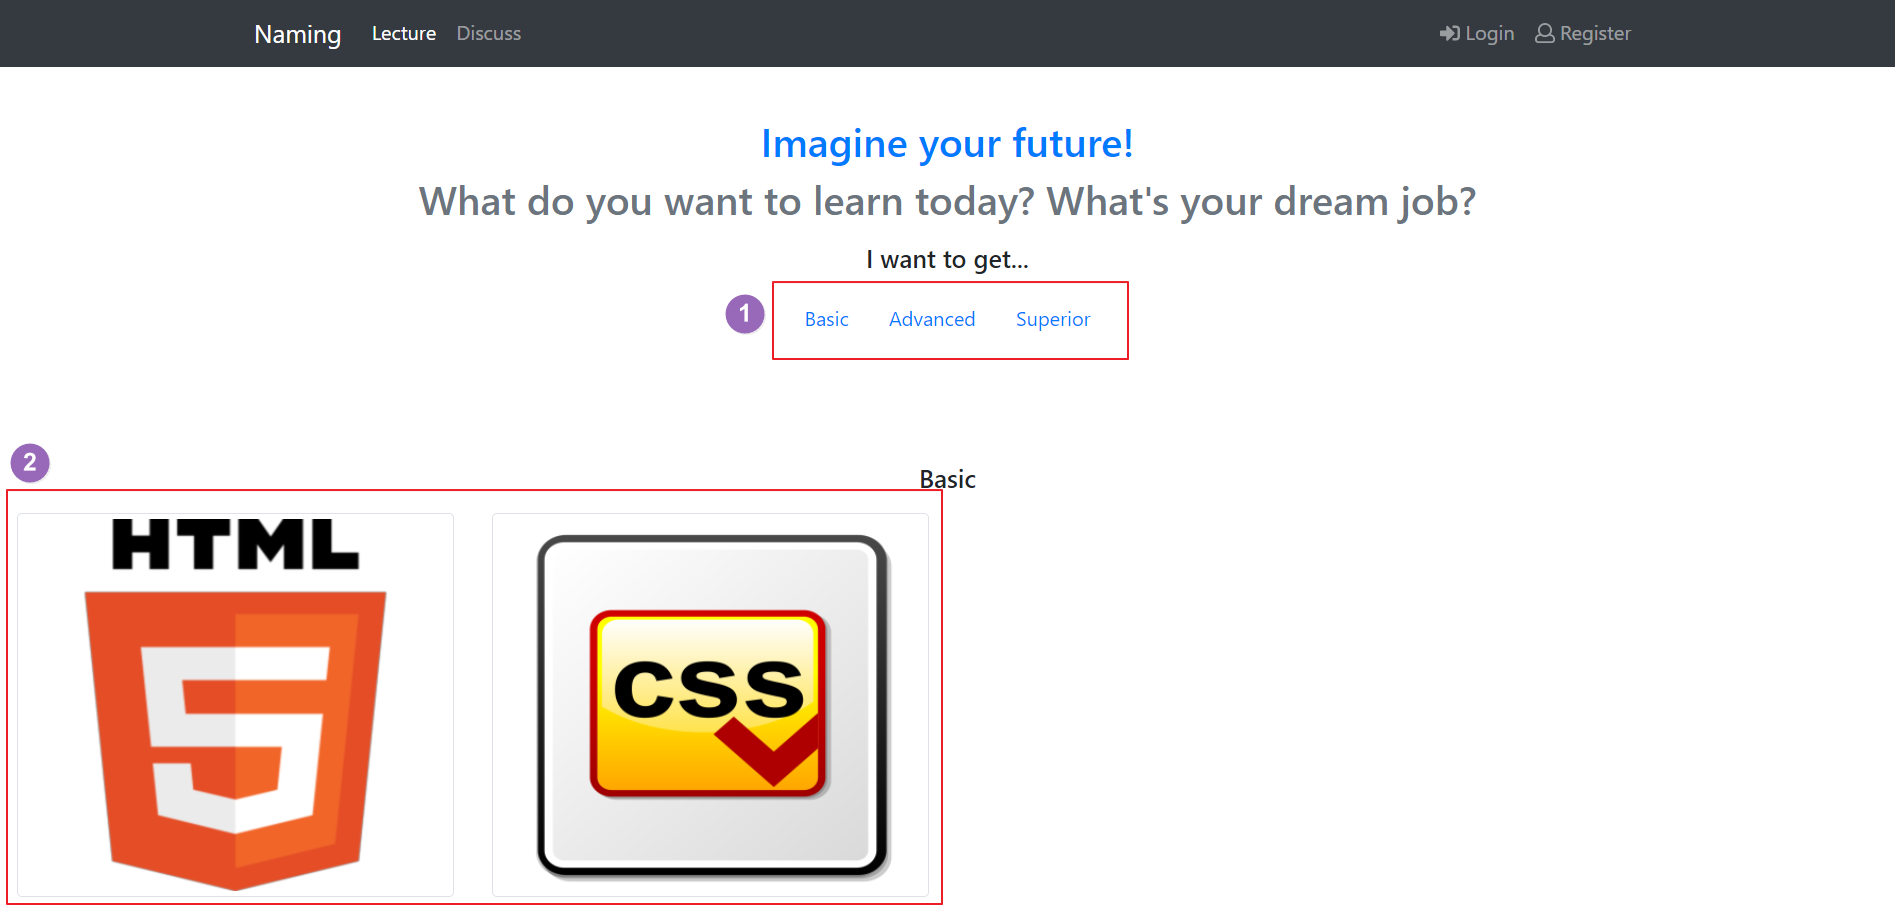 Naming Lecture Discuss Login Register
Imagine your future!
What do you want to learn today? What's your dream job?
I want to get...
1 Basic Advanced Superior
2
Basic
HTML
5
CSS